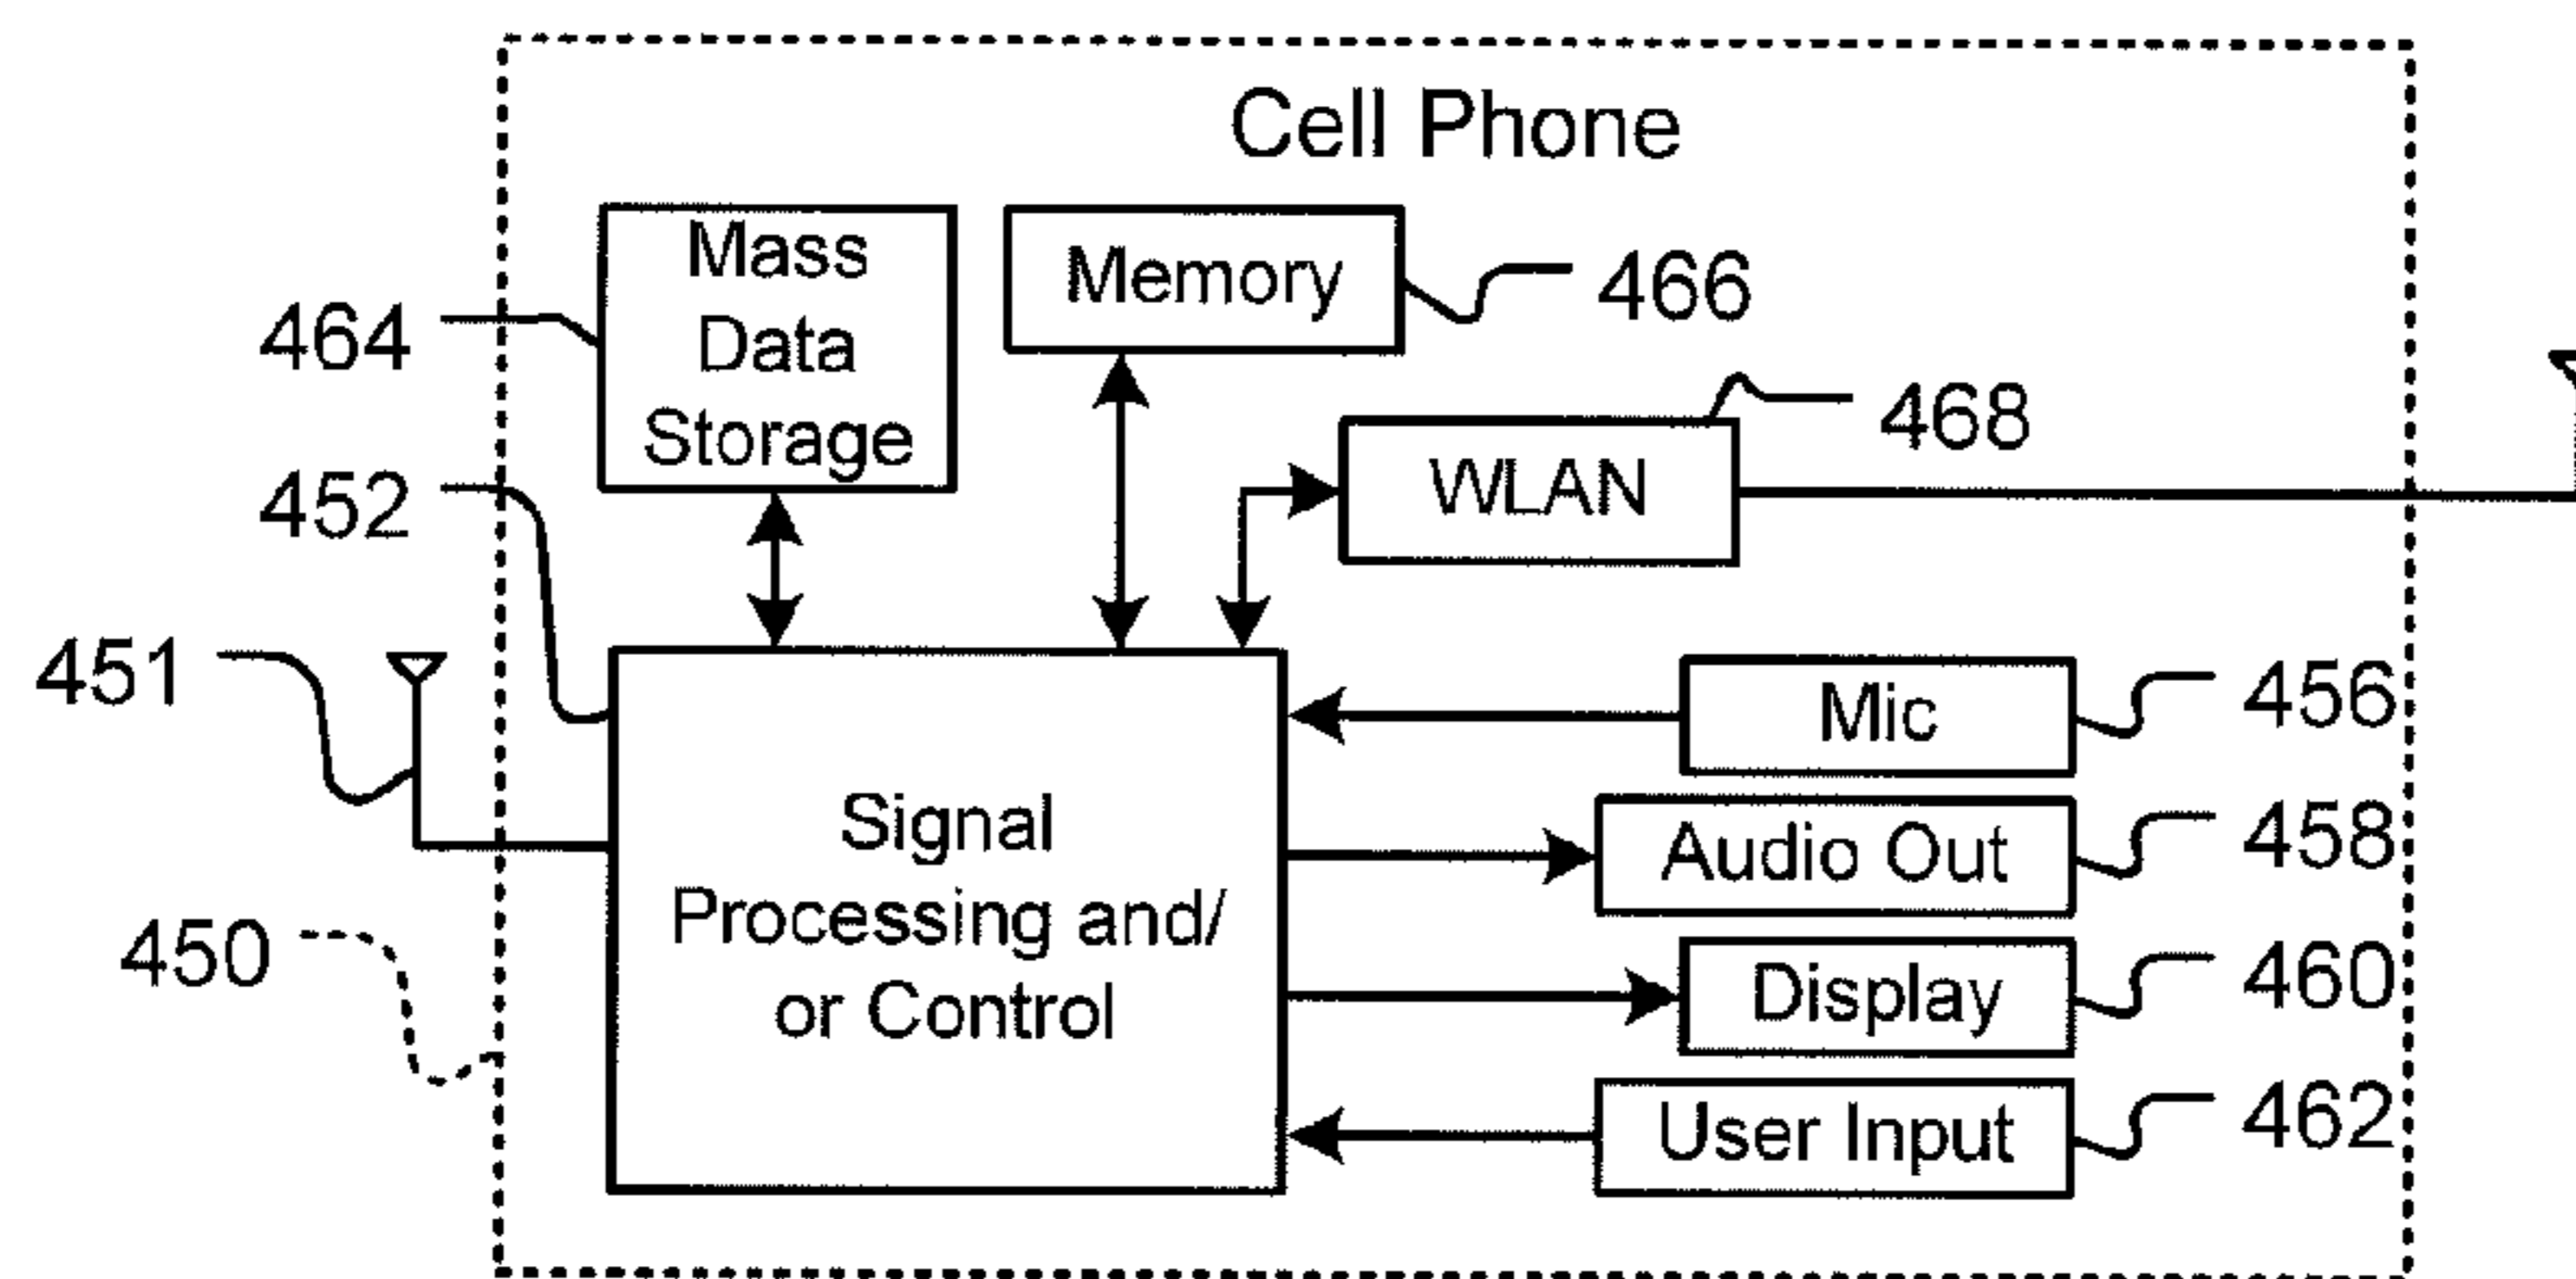 Cell Phone
Mass
Data
Storage
Memory
466
464
468
WLAN
452
451
Mic
456
Signal
Processing and/
or Control
Audio Out
458
450
Display
460
User Input
462